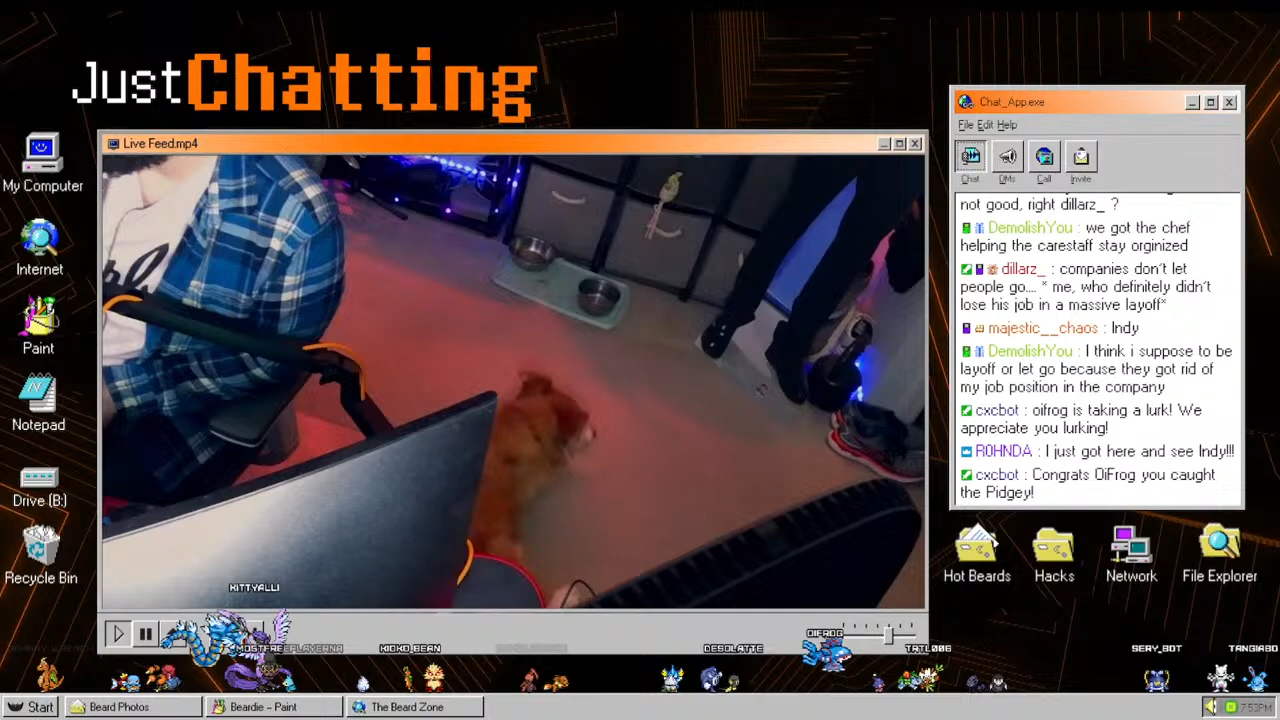 JustChatting
Live Feed.mp4
My Computer
Internet
Paint
Notepad
Drive (B:)
Recycle Bin
Chat_App.exe
File Edit Help
Chat DMs Call Invite
not good, right dillarz_ ?
DemolishYou : we got the chef
helping the carestaff stay orginized
dillarz_ : companies don't let
people go.... * me, who definitely didn't
lose his job in a massive layoff*
majestic__chaos : Indy
DemolishYou : I think i suppose to be
layoff or let go because they got rid of
my job position in the company
cxcbot : oifrog is taking a lurk! We
appreciate you lurking!
R0HNDA : I just got here and see Indy!!!
cxcbot : Congrats OiFrog you caught
the Pidgey!
Hot Beards
Hacks
Network
File Explorer
KITTYALLI
OIFROG
MOSTFREEPLAYERNA
KIOKO_BEAN
DESOLATTE
TRTL006
SERY_BOT
TANGIABO
Start
Beard Photos
Beardie - Paint
The Beard Zone
7:53PM